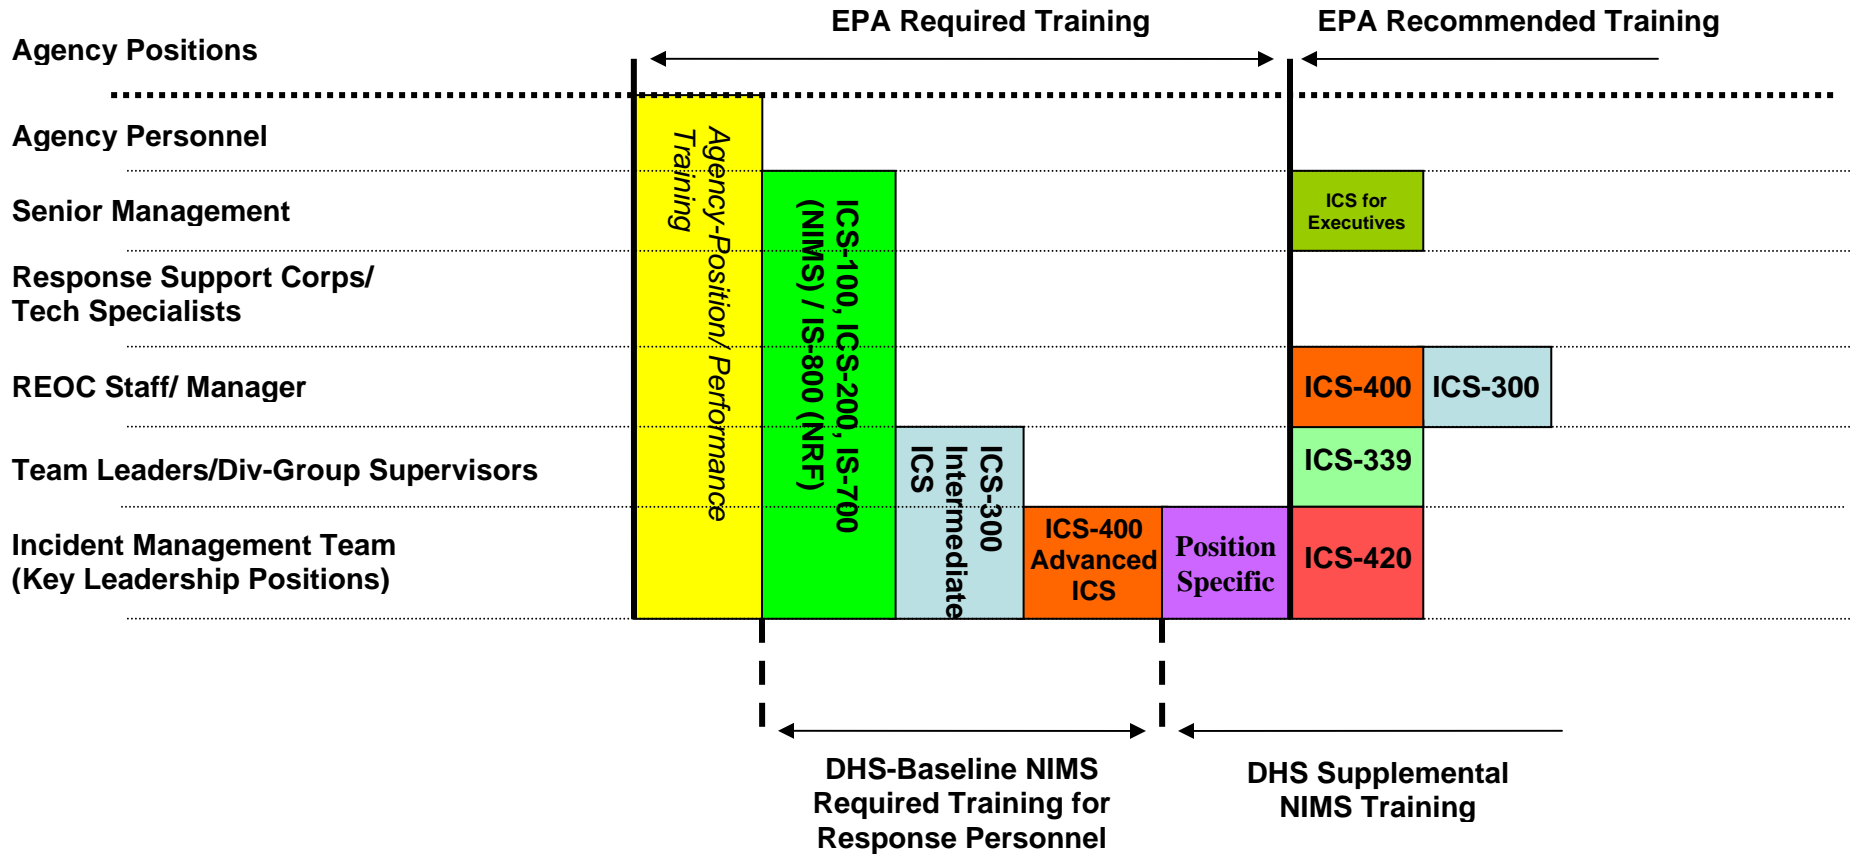 EPA Required Training
EPA Recommended Training
Agency Positions
Agency Personnel
Senior Management
Response Support Corps/
Tech Specialists
REOC Staff/ Manager
Team Leaders/Div-Group Supervisors
Incident Management Team
(Key Leadership Positions)
Agency-Position/ Performance
Training
ICS-100, ICS-200, IS-700
(NIMS) / IS-800 (NRF)
ICS-300
Intermediate
ICS
ICS-400
Advanced
ICS
Position
Specific
ICS for
Executives
ICS-400
ICS-300
ICS-339
ICS-420
DHS-Baseline NIMS
Required Training for
Response Personnel
DHS Supplemental
NIMS Training